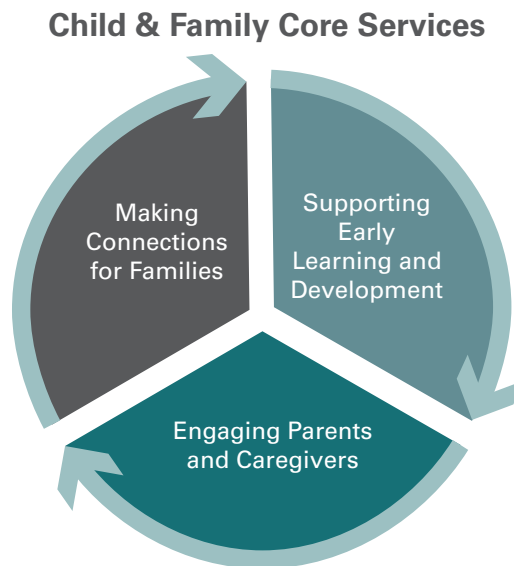 Child & Family Core Services
Making
Connections
for Families
Supporting
Early
Learning and
Development
Engaging Parents
and Caregivers